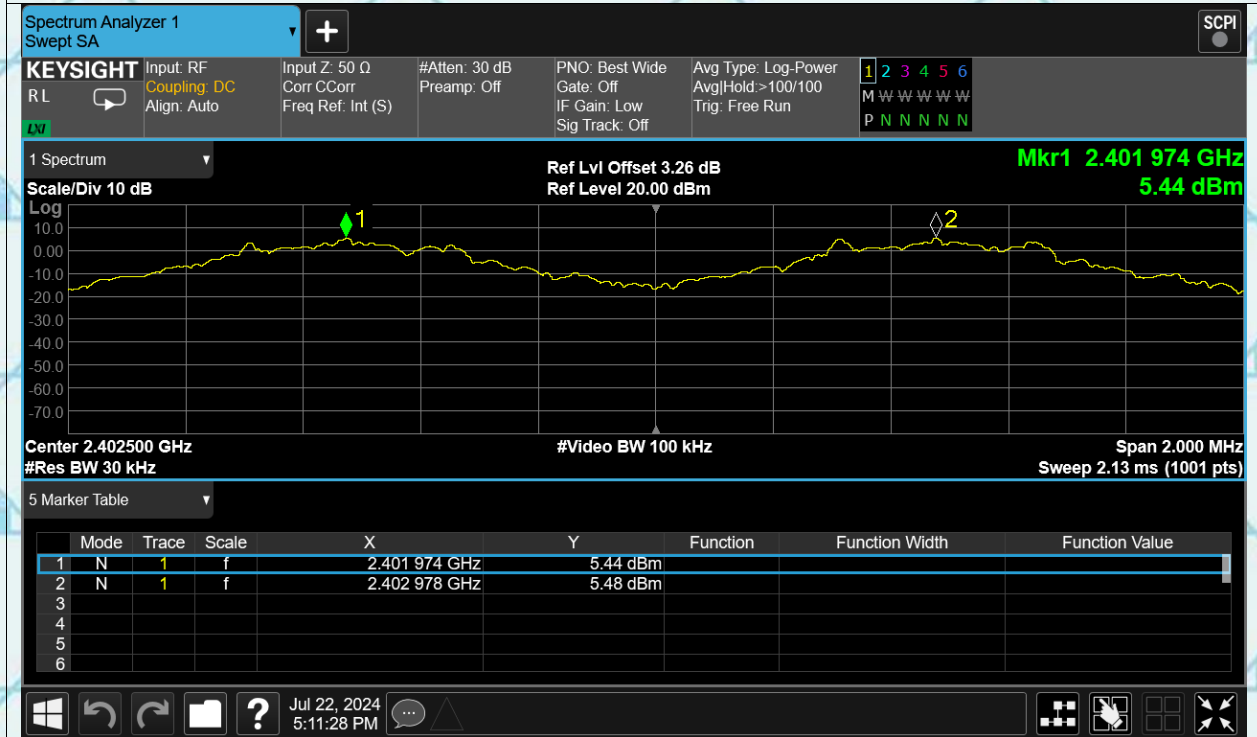 Spectrum Analyzer 1
Swept SA
+
SCPI
KEYSIGHT
R L
LXI
Input: RF
Coupling: DC
Align: Auto
Input Z: 50 Ω
Corr CCorr
Freq Ref: Int (S)
#Atten: 30 dB
Preamp: Off
PNO: Best Wide
Gate: Off
IF Gain: Low
Sig Track: Off
Avg Type: Log-Power
Avg|Hold:>100/100
Trig: Free Run
1 2 3 4 5 6
M W W W W W W
P N N N N N
1 Spectrum
Scale/Div 10 dB
Ref Lvl Offset 3.26 dB
Ref Level 20.00 dBm
Mkr1 2.401 974 GHz
5.44 dBm
Log
10.0
0.00
-10.0
-20.0
-30.0
-40.0
-50.0
-60.0
-70.0
1
2
Center 2.402500 GHz
#Res BW 30 kHz
#Video BW 100 kHz
Span 2.000 MHz
Sweep 2.13 ms (1001 pts)
5 Marker Table
Mode Trace Scale X Y Function Function Width Function Value
1 N 1 f 2.401 974 GHz 5.44 dBm
2 N 1 f 2.402 978 GHz 5.48 dBm
3
4
5
6
?
Jul 22, 2024
5:11:28 PM